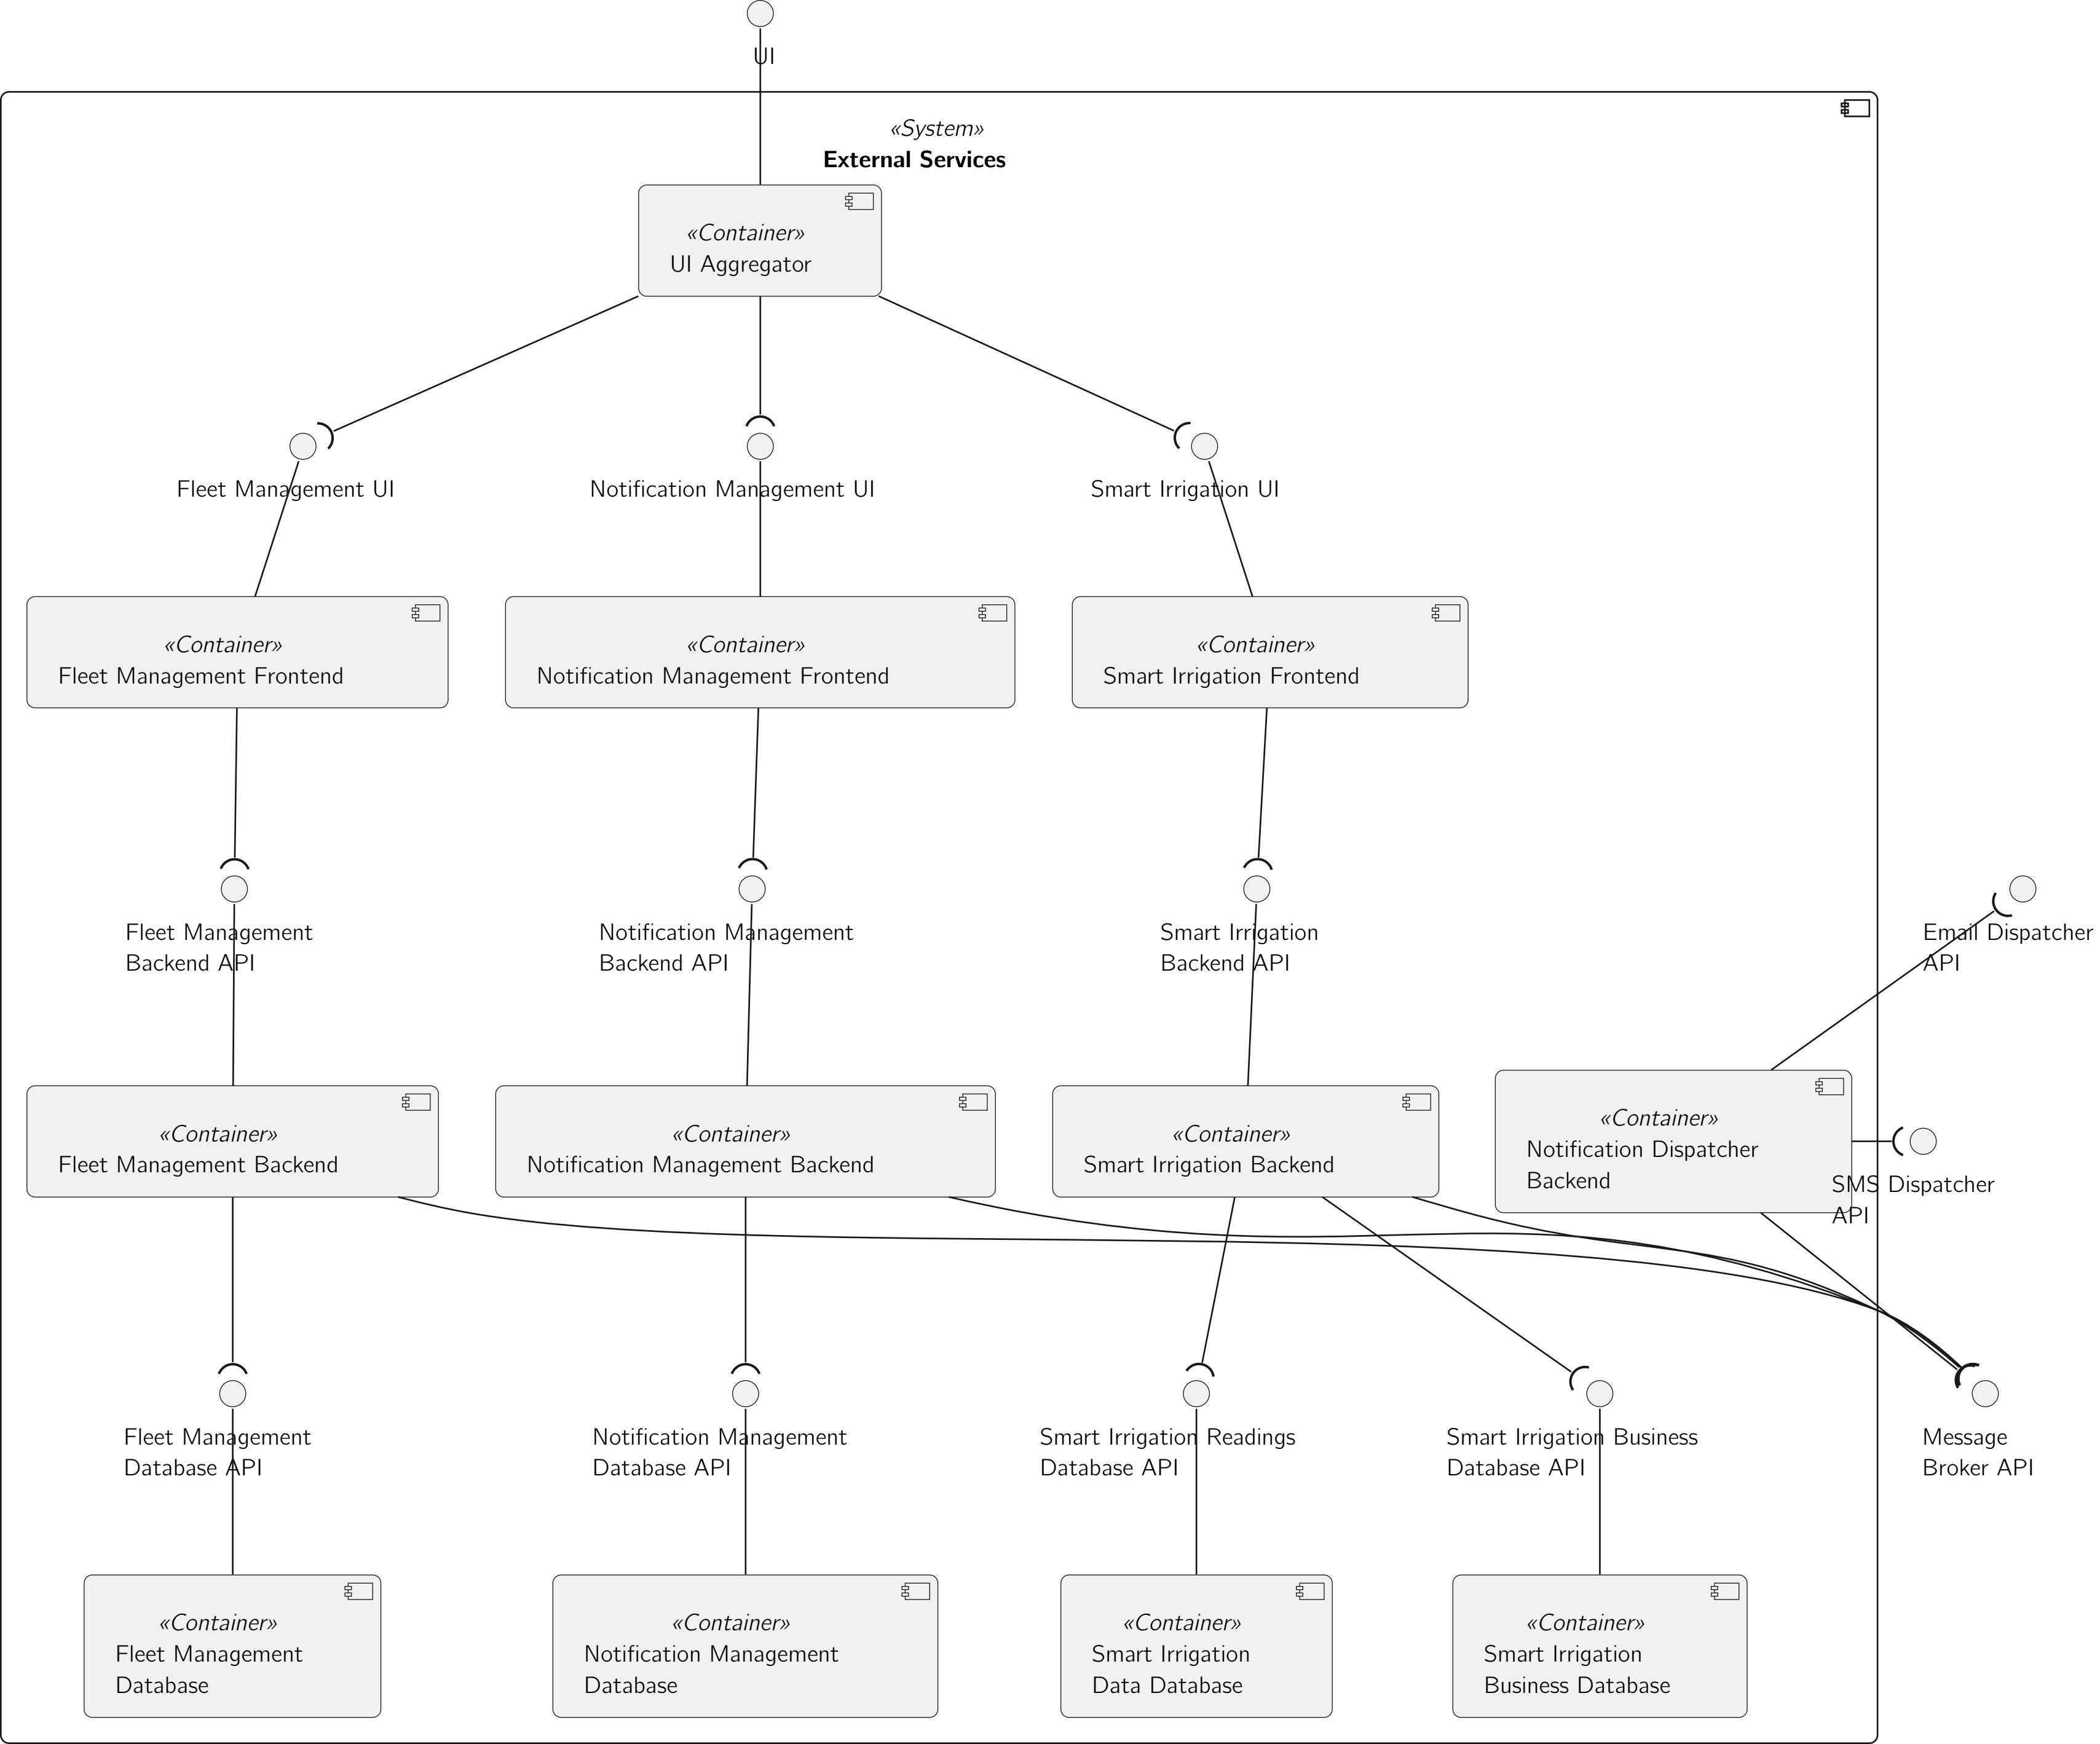 UI
«System»
External Services
«Container»
UI Aggregator
Fleet Management UI
Notification Management UI
Smart Irrigation UI
«Container»
Fleet Management Frontend
«Container»
Notification Management Frontend
«Container»
Smart Irrigation Frontend
Fleet Management
Backend API
Notification Management
Backend API
Smart Irrigation
Backend API
Email Dispatcher
API
«Container»
Fleet Management Backend
«Container»
Notification Management Backend
«Container»
Smart Irrigation Backend
«Container»
Notification Dispatcher
Backend
SMS Dispatcher
API
Fleet Management
Database API
Notification Management
Database API
Smart Irrigation Readings
Database API
Smart Irrigation Business
Database API
Message
Broker API
«Container»
Fleet Management
Database
«Container»
Notification Management
Database
«Container»
Smart Irrigation
Data Database
«Container»
Smart Irrigation
Business Database